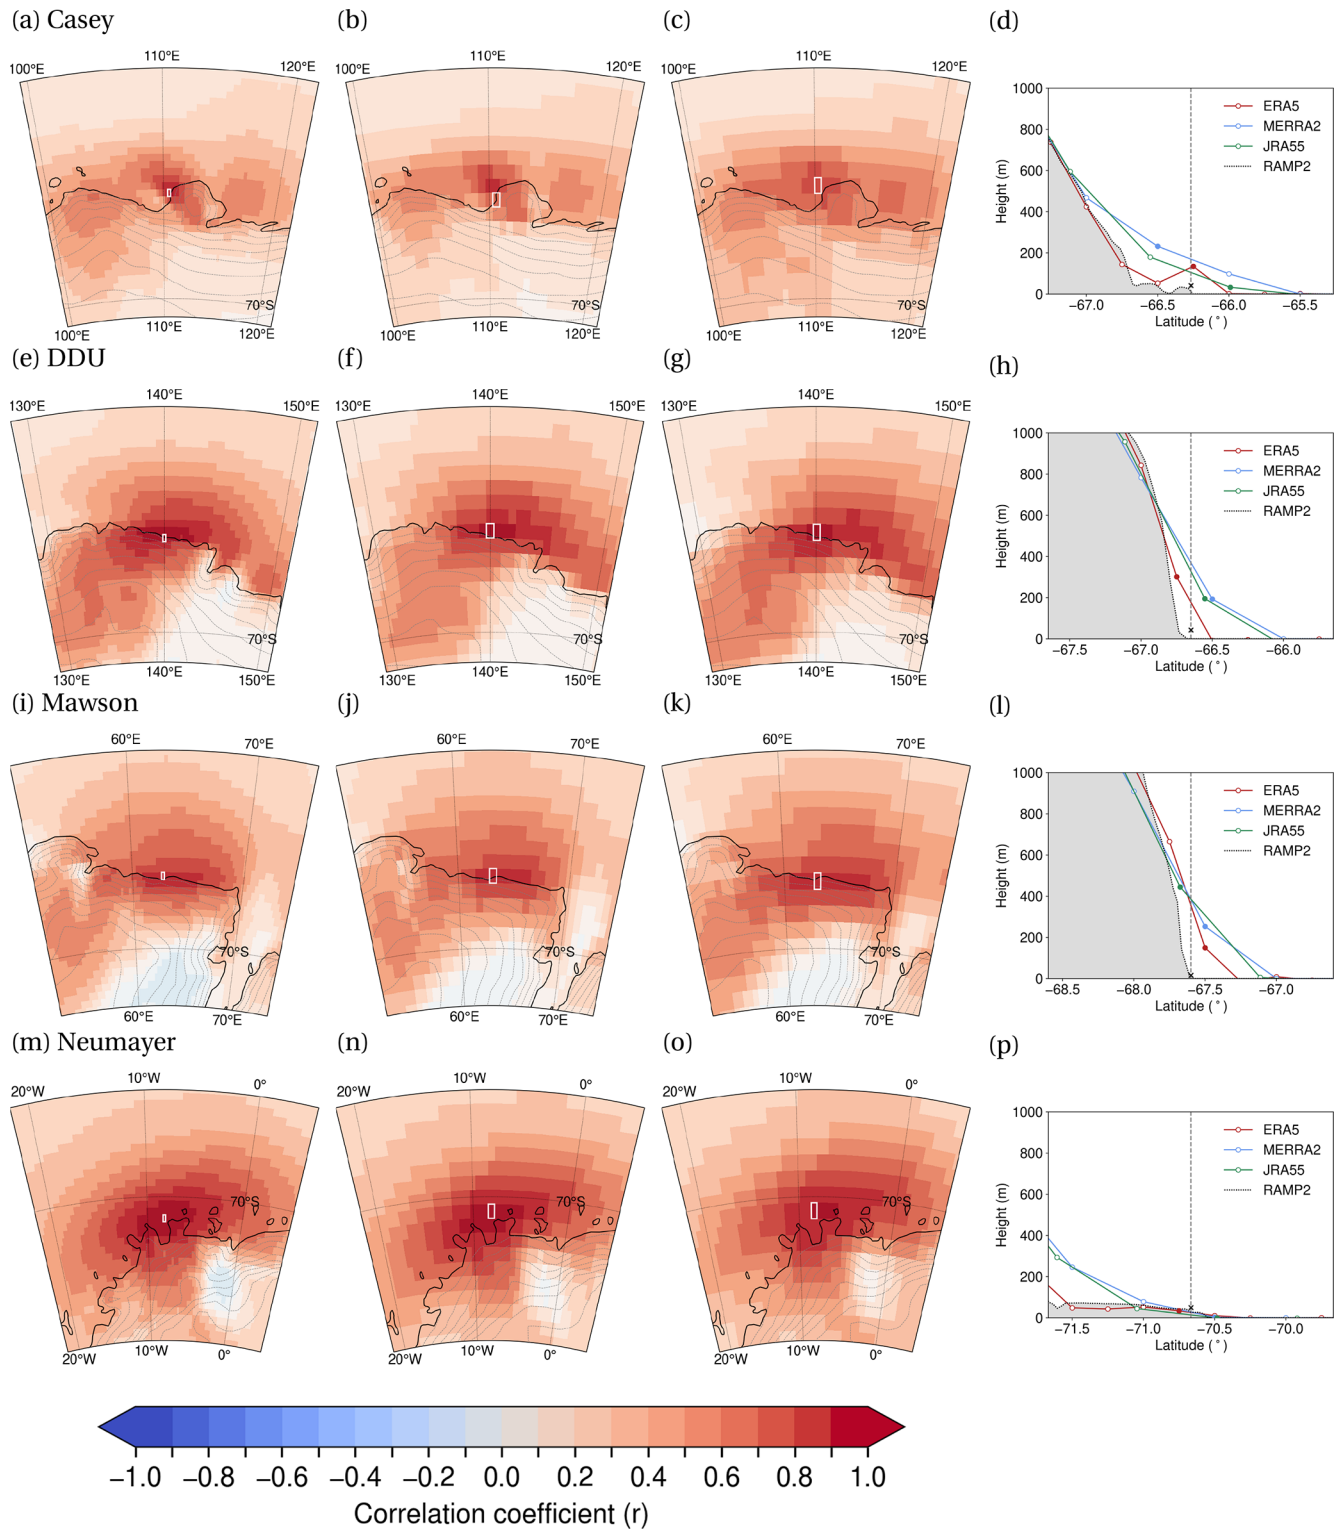 (a) Casey (b) (c) (d)
110°E 110°E 110°E
100°E 120°E 100°E 120°E 100°E 120°E
1000
800
600
400
200
0
Height (m)
ERA5
MERRA2
JRA55
RAMP2
−67.0 −66.5 −66.0 −65.5
Latitude (°)
70°S 70°S 70°S
100°E 110°E 120°E 100°E 110°E 120°E 100°E 110°E 120°E
(e) DDU (f) (g) (h)
140°E 140°E 140°E
130°E 150°E 130°E 150°E 130°E 150°E
1000
800
600
400
200
0
Height (m)
ERA5
MERRA2
JRA55
RAMP2
−67.5 −67.0 −66.5 −66.0
Latitude (°)
70°S 70°S 70°S
130°E 140°E 150°E 130°E 140°E 150°E 130°E 140°E 150°E
(i) Mawson (j) (k) (l)
60°E 70°E 60°E 70°E 60°E 70°E
1000
800
600
400
200
0
Height (m)
ERA5
MERRA2
JRA55
RAMP2
−68.5 −68.0 −67.5 −67.0
Latitude (°)
70°S 70°S 70°S
60°E 70°E 60°E 70°E 60°E 70°E
(m) Neumayer (n) (o) (p)
20°W 10°W 0° 20°W 10°W 0° 20°W 10°W 0°
1000
800
600
400
200
0
Height (m)
ERA5
MERRA2
JRA55
RAMP2
−71.5 −71.0 −70.5 −70.0
Latitude (°)
70°S 70°S 70°S
20°W 10°W 0° 20°W 10°W 0° 20°W 10°W 0°
−1.0 −0.8 −0.6 −0.4 −0.2 0.0 0.2 0.4 0.6 0.8 1.0
Correlation coefficient (r)